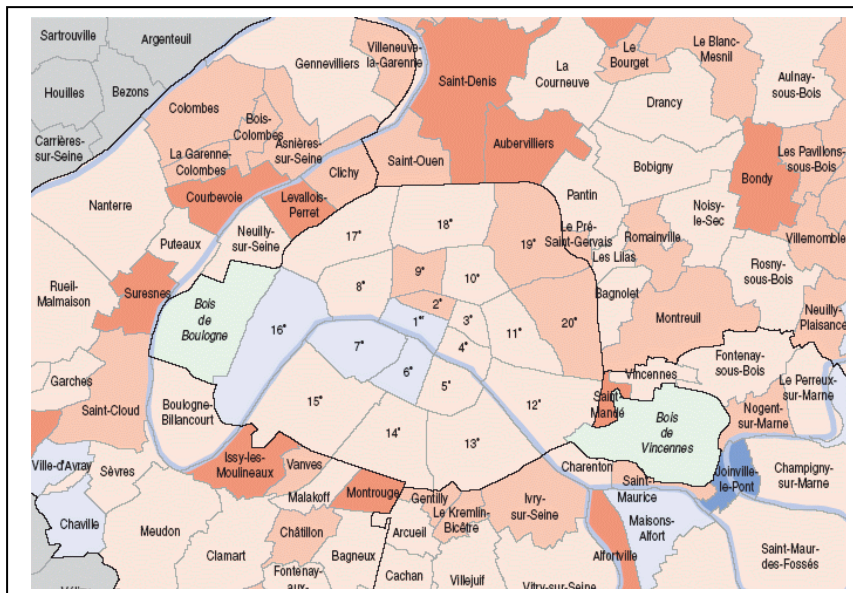 Sartrouville
Argenteuil
Villeneuve-
la-Garenne
Gennevilliers
La
Courneuve
Le
Bourget
Le Blanc-
Mesnil
Aulnay-
sous-Bois
Houilles
Bezons
Saint-Denis
Drancy
Colombes
Bois-
Colombes
Carrières-
sur-Seine
Asnières-
sur-Seine
Aubervilliers
La Garenne-
Colombes
Clichy
Saint-Ouen
Bobigny
Les Pavillons-
sous-Bois
Bondy
Nanterre
Courbevoie
Levallois-
Perret
Pantin
Noisy-
le-Sec
Puteaux
Neuilly-
sur-Seine
17e
18e
19e
Le Pré-
Saint-Gervais
Romainville
Villemomble
Les Lilas
Rueil-
Malmaison
Suresnes
Bois
de
Boulogne
16e
8e
9e
10e
2e
Bagnolet
Rosny-
sous-Bois
1er
3e
11e
20e
Montreuil
Neuilly-
Plaisance
7e
4e
6e
5e
Garches
Saint-Cloud
Boulogne-
Billancourt
15e
12e
Vincennes
Fontenay-
sous-Bois
Saint-
Mandé
Le Perreux-
sur-Marne
Bois
de
Vincennes
Nogent-
sur-Marne
14e
13e
Ville-d'Avray
Sèvres
Issy-les-
Moulineaux
Vanves
Charenton
Joinville-
le-Pont
Champigny-
sur-Marne
Malakoff
Montrouge
Gentilly
Saint-
Maurice
Ivry-
sur-Seine
Le Kremlin-
Bicêtre
Chaville
Meudon
Châtillon
Arcueil
Maisons-
Alfort
Clamart
Bagneux
Alfortville
Saint-Maur-
des-Fossés
Fontenay-
aux-
Cachan
Villejuif
Vitry-sur-Seine